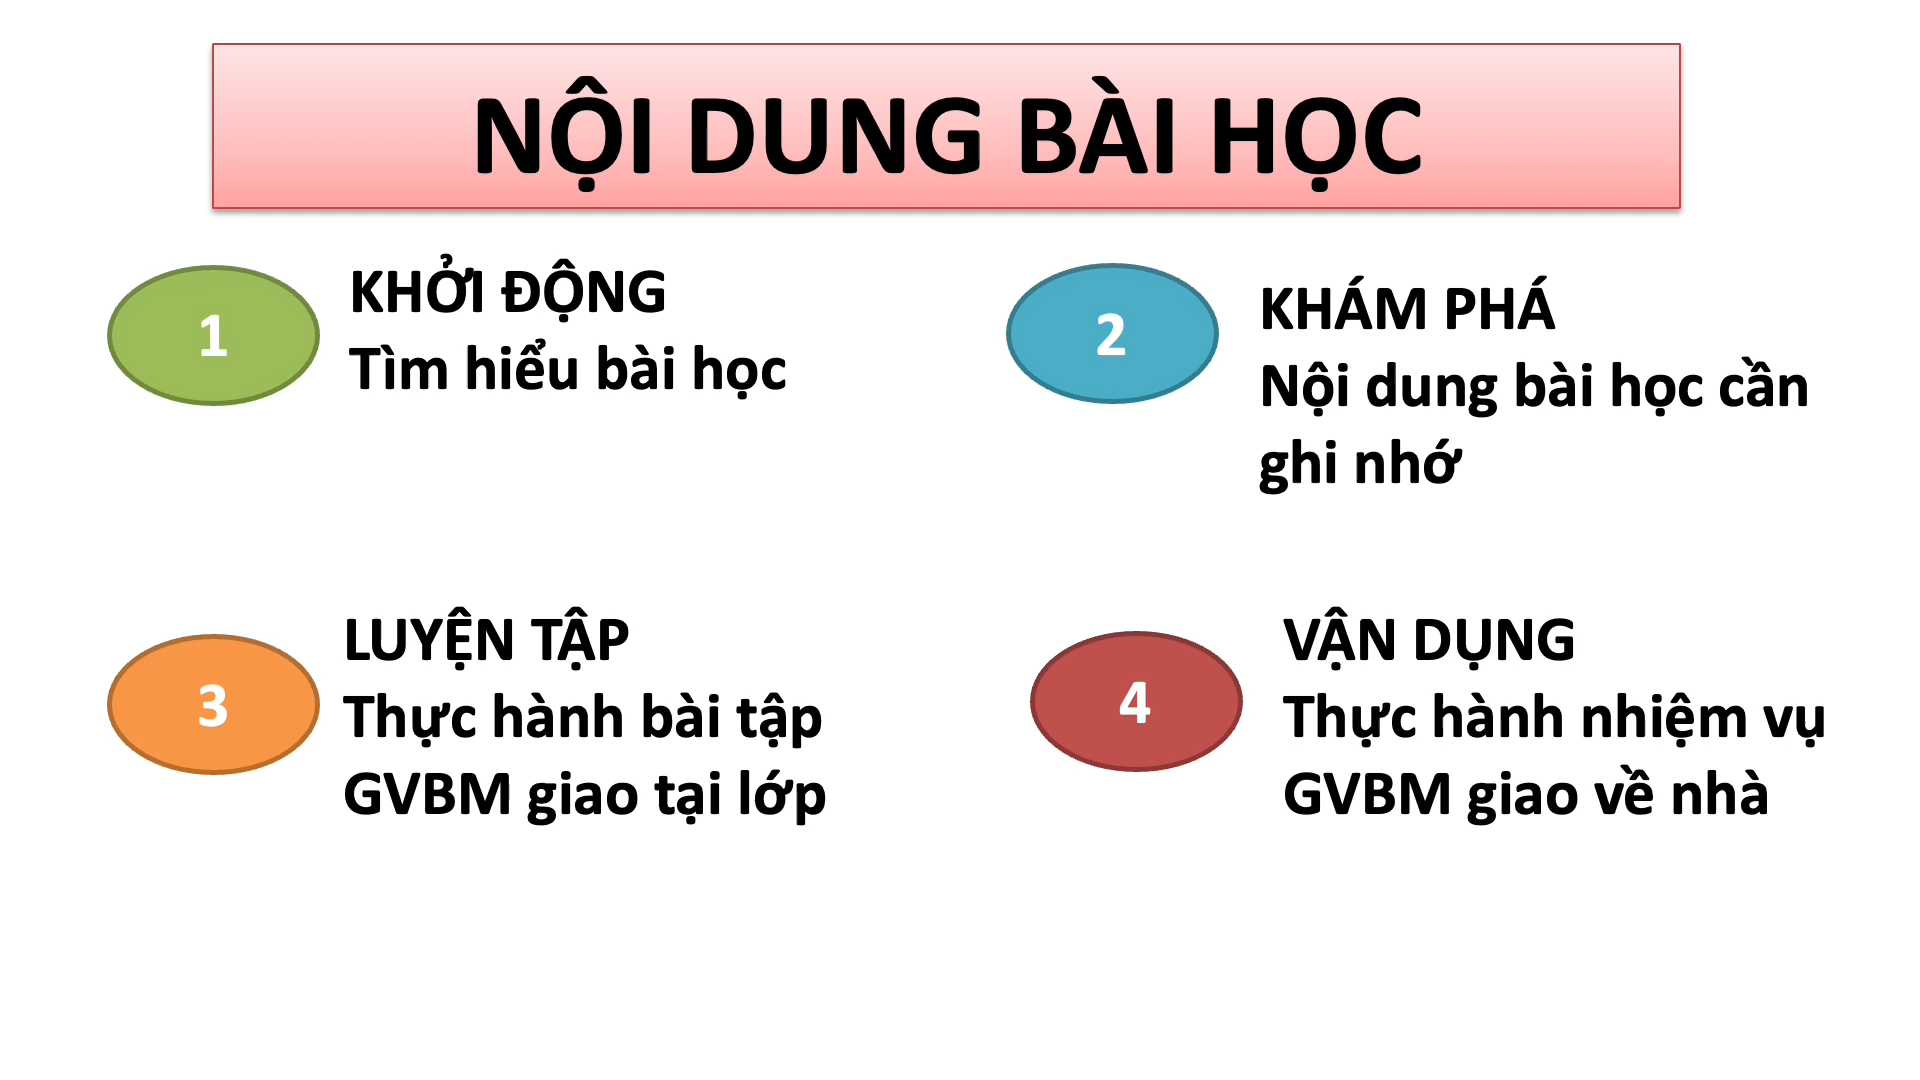 NỘI DUNG BÀI HỌC
1
KHỞI ĐỘNG
Tìm hiểu bài học
2
KHÁM PHÁ
Nội dung bài học cần
ghi nhớ
3
LUYỆN TẬP
Thực hành bài tập
GVBM giao tại lớp
4
VẬN DỤNG
Thực hành nhiệm vụ
GVBM giao về nhà